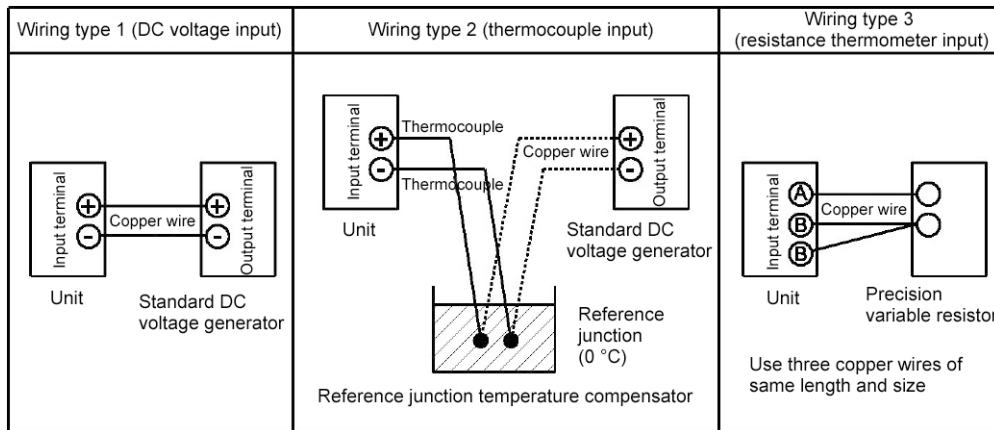 Wiring type 1 (DC voltage input)
Input terminal
+
-
Copper wire
+
-
Output terminal
Unit
Standard DC
voltage generator
Wiring type 2 (thermocouple input)
Input terminal
+
-
Thermocouple
Thermocouple
Copper wire
+
-
Output terminal
Unit
Standard DC
voltage generator
Reference
junction
(0 °C)
Reference junction temperature compensator
Wiring type 3
(resistance thermometer input)
Input terminal
A
B
B
Copper wire
Unit
Precision
variable resistor
Use three copper wires of
same length and size